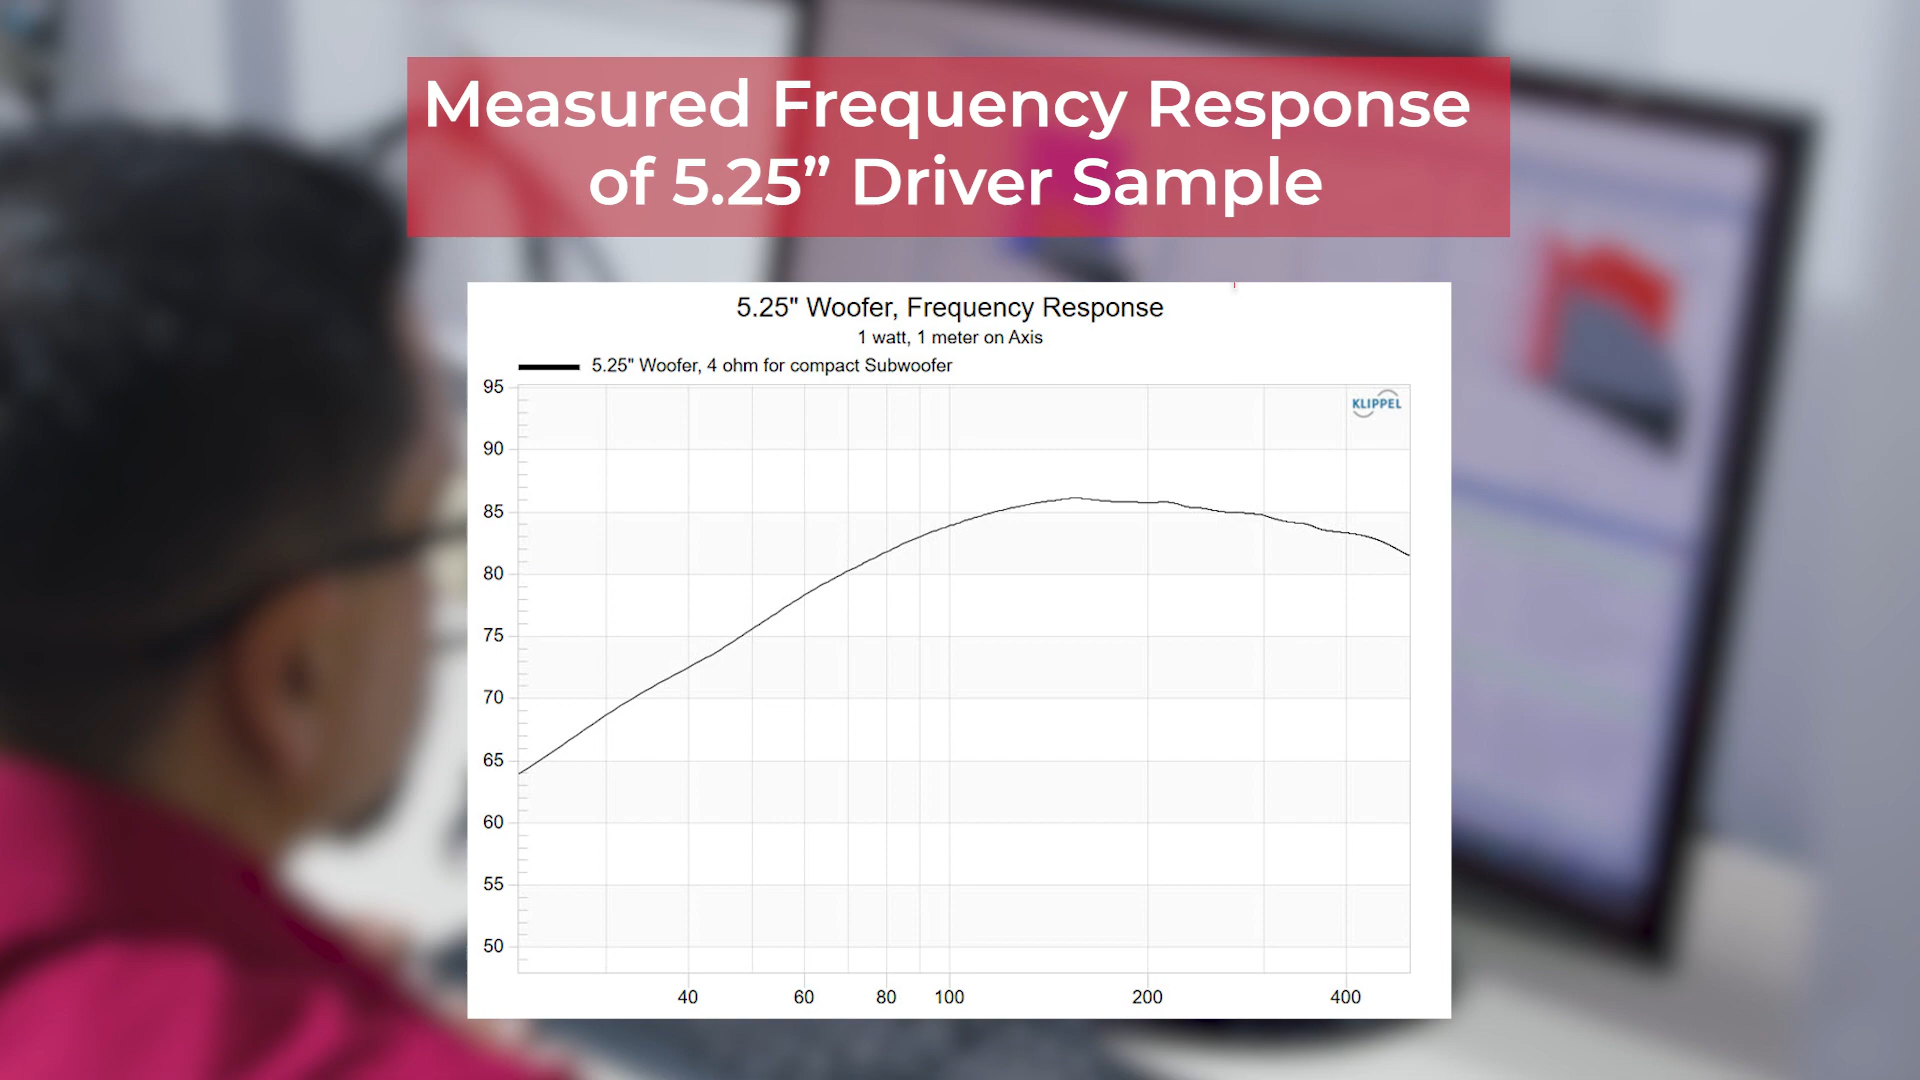 Measured Frequency Response
of 5.25” Driver Sample
5.25" Woofer, Frequency Response
1 watt, 1 meter on Axis
5.25" Woofer, 4 ohm for compact Subwoofer
KLIPPEL
95
90
85
80
75
70
65
60
55
50
40 60 80 100 200 400